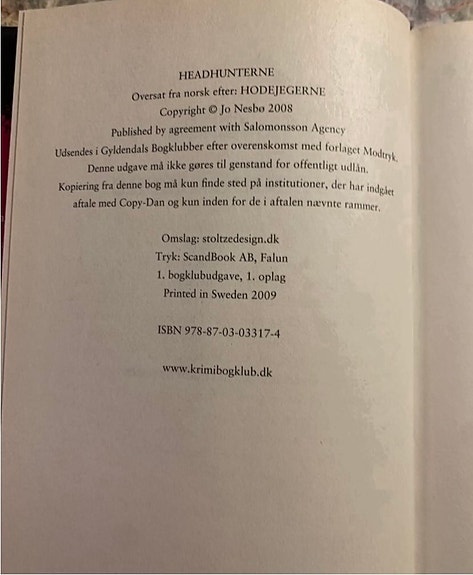 HEADHUNTERNE
Oversat fra norsk efter: HODEJEGERNE
Copyright © Jo Nesbø 2008
Published by agreement with Salomonsson Agency
Udsendes i Gyldendals Bogklubber efter overenskomst med forlaget Modtryk.
Denne udgave må ikke gøres til genstand for offentligt udlån.
Kopiering fra denne bog må kun finde sted på institutioner, der har indgået
aftale med Copy-Dan og kun inden for de i aftalen nævnte rammer.
Omslag: stoltzedesign.dk
Tryk: ScandBook AB, Falun
1. bogklubudgave, 1. oplag
Printed in Sweden 2009
ISBN 978-87-03-03317-4
www.krimibogklub.dk